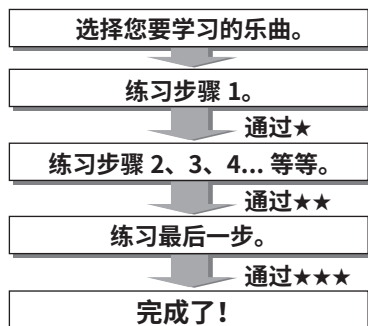 选择您要学习的乐曲。
练习步骤 1。
通过★
练习步骤 2、3、4... 等等。
通过★★
练习最后一步。
通过★★★
完成了！